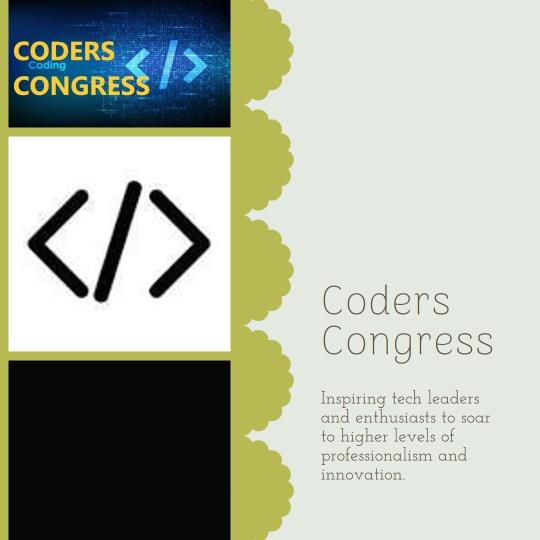 CODERS
Coding
CONGRESS
</>
</>
Coders
Congress
Inspiring tech leaders
and enthusiasts to soar
to higher levels of
professionalism and
innovation.